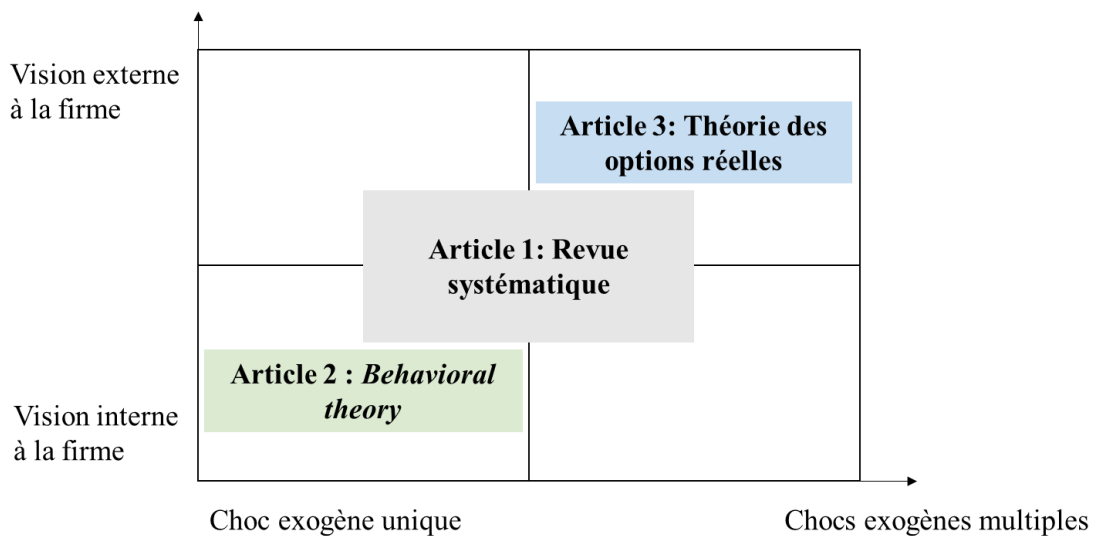 Vision externe
à la firme
Article 3: Théorie des
options réelles
Article 1: Revue
systématique
Article 2 : Behavioral
theory
Vision interne
à la firme
Choc exogène unique
Chocs exogènes multiples